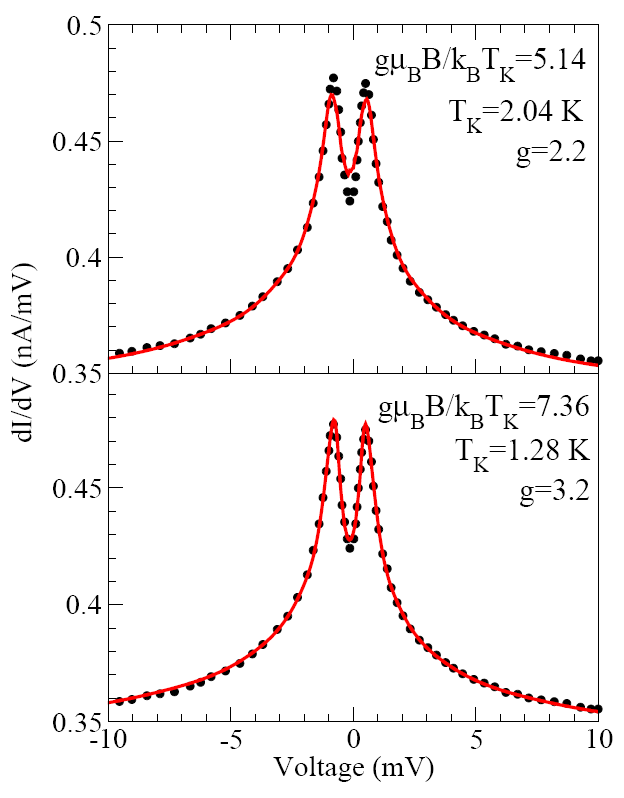 0.5
gμBB/kBTK=5.14
TK=2.04 K
g=2.2
0.45
0.4
0.35
dI/dV (nA/mV)
gμBB/kBTK=7.36
TK=1.28 K
g=3.2
0.45
0.4
0.35
-10 -5 0 5 10
Voltage (mV)